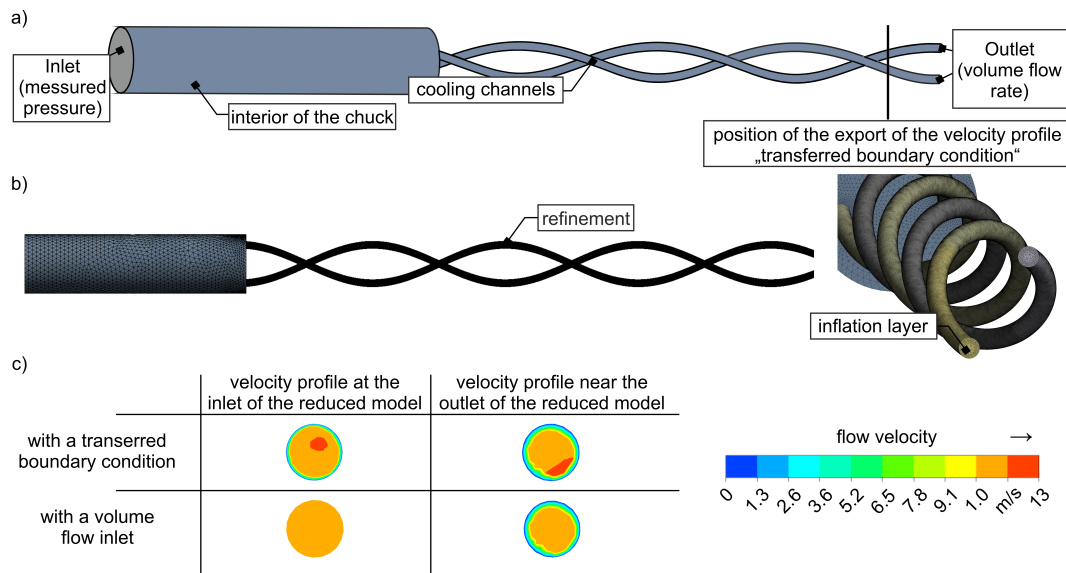 a)
Inlet
(messured
pressure)
interior of the chuck
cooling channels
Outlet
(volume flow
rate)
position of the export of the velocity profile
„transferred boundary condition“
b)
refinement
inflation layer
c)
velocity profile at the
inlet of the reduced model
velocity profile near the
outlet of the reduced model
with a transerred
boundary condition
with a volume
flow inlet
flow velocity →
0 1.3 2.6 3.6 5.2 6.5 7.8 9.1 1.0 m/s 13